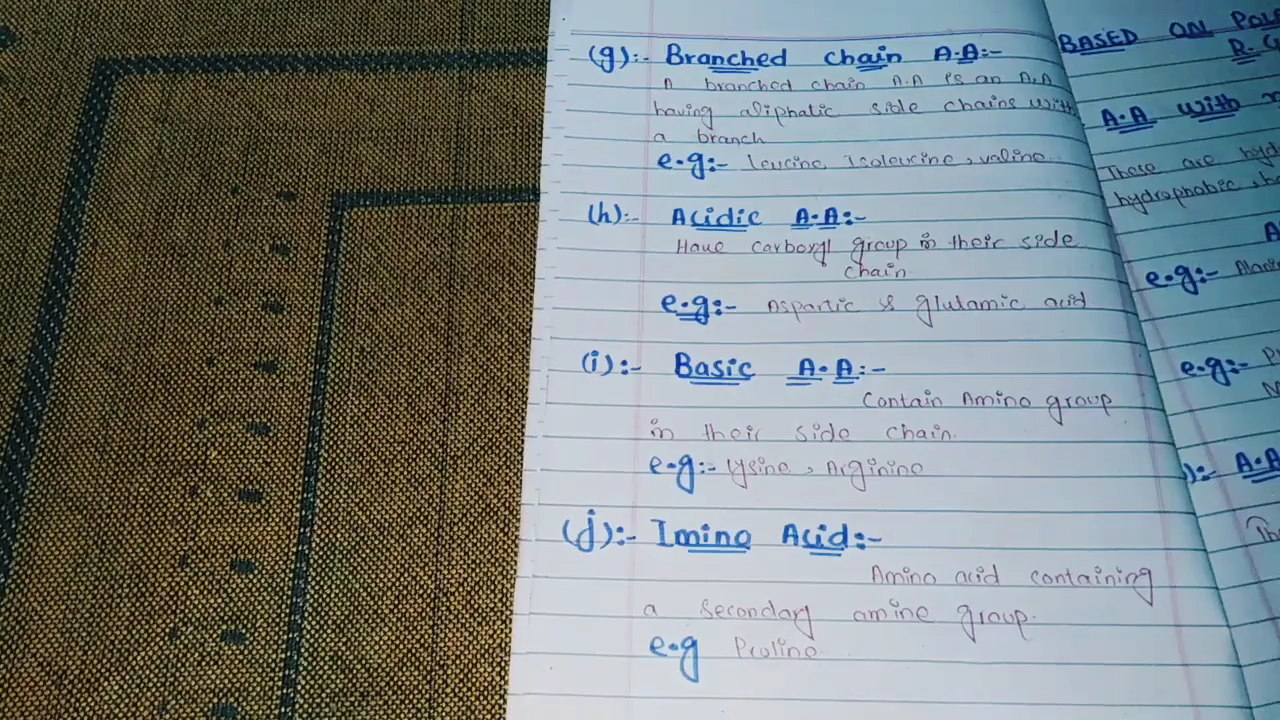 (g):- Branched chain A.A:-
A branched chain A.A is an A.A
having aliphatic side chains with
a branch
e.g:- leucine, Isoleucine, valine
(h):- Acidic A.A:-
Have carboxyl group in their side
chain
e.g:- Aspartic & glutamic acid
(i):- Basic A.A:-
Contain Amino group
in their side chain.
e.g:- Lysine, Arginine
(j):- Imino Acid:-
Amino acid containing
a secondary amine group.
e.g Proline
BASED ON
R.
A.A with
These are
hydrophobic,
e.g:-
e.g:-
):- A.A